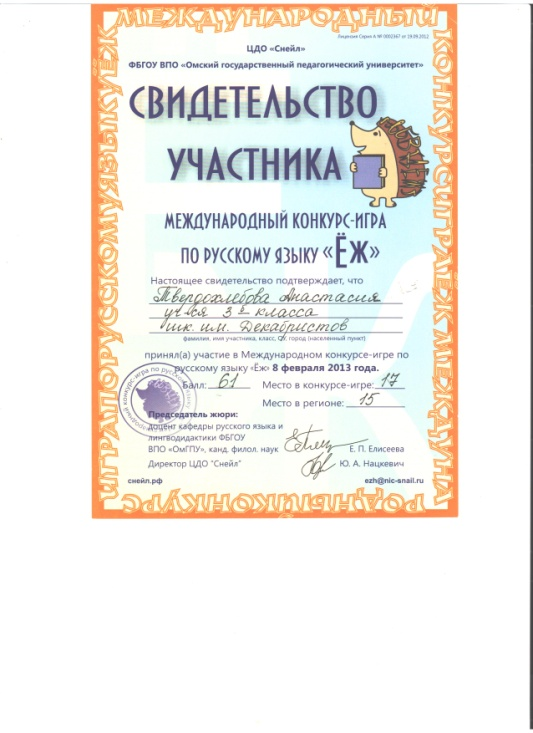 МЕЖДУНАРОДНЫЙ
КОНКУРС-ИГРА ЁЖ МЕЖДУНА
РОДНЫЙ КОНКУРС
ИГРА ПО РУССКОМУ ЯЗЫКУ ЁЖ
Лицензия Серия А № 0002347 от 19.09.2012
ЦДО «Снейл»
ФБГОУ ВПО «Омский государственный педагогический университет»
СВИДЕТЕЛЬСТВО
УЧАСТНИКА
МЕЖДУНАРОДНЫЙ КОНКУРС-ИГРА
ПО РУССКОМУ ЯЗЫКУ «ЁЖ»
Настоящее свидетельство подтверждает, что
Твердохлебова Анастасия
уч-ся 3 класса
шк. им. Декабристов
фамилия, имя участника, класс, ОУ, город (населенный пункт)
принял(а) участие в Международном конкурсе-игре по
русскому языку «Ёж» 8 февраля 2013 года.
Балл: 61 Место в конкурсе-игре: 17
Место в регионе: 15
Председатель жюри:
доцент кафедры русского языка и
лингводидактики ФБГОУ
ВПО «ОмГПУ», канд. филол. наук Е. П. Елисеева
Директор ЦДО "Снейл" Ю. А. Нацкевич
снейл.рф ezh@nic-snail.ru